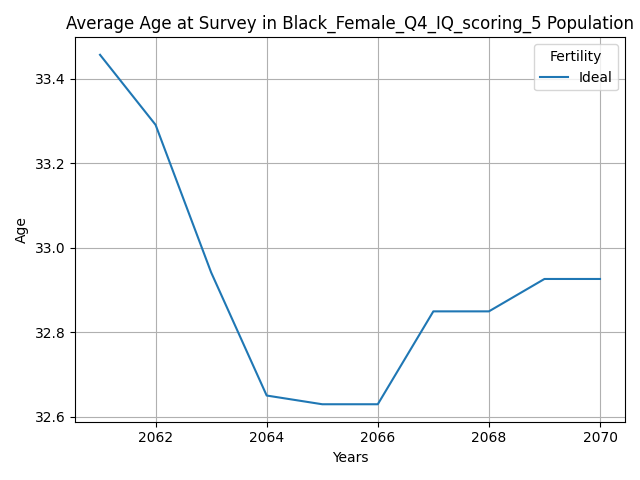 Average Age at Survey in Black_Female_Q4_IQ_scoring_5 Population
Fertility
Ideal
33.4
33.2
33.0
32.8
32.6
Age
2062 2064 2066 2068 2070
Years